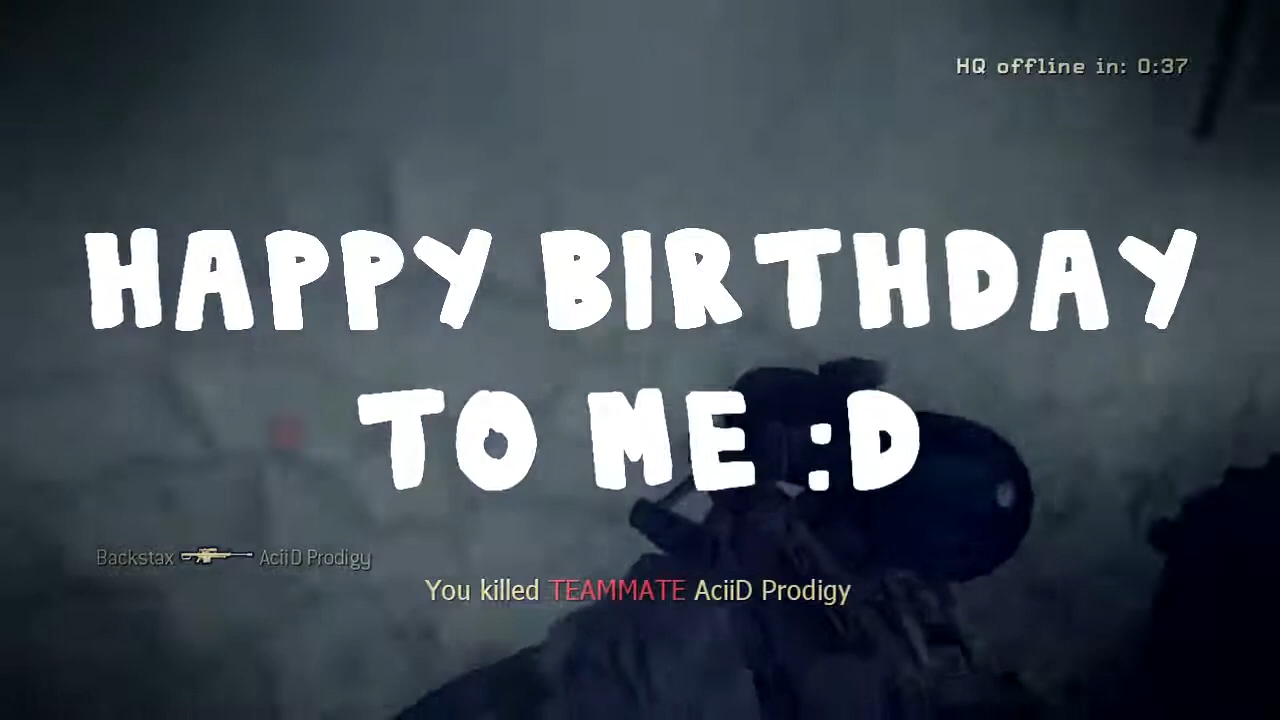 HQ offline in: 0:37
HAPPY BIRTHDAY
TO ME :D
Backstax AciiD Prodigy
You killed TEAMMATE AciiD Prodigy